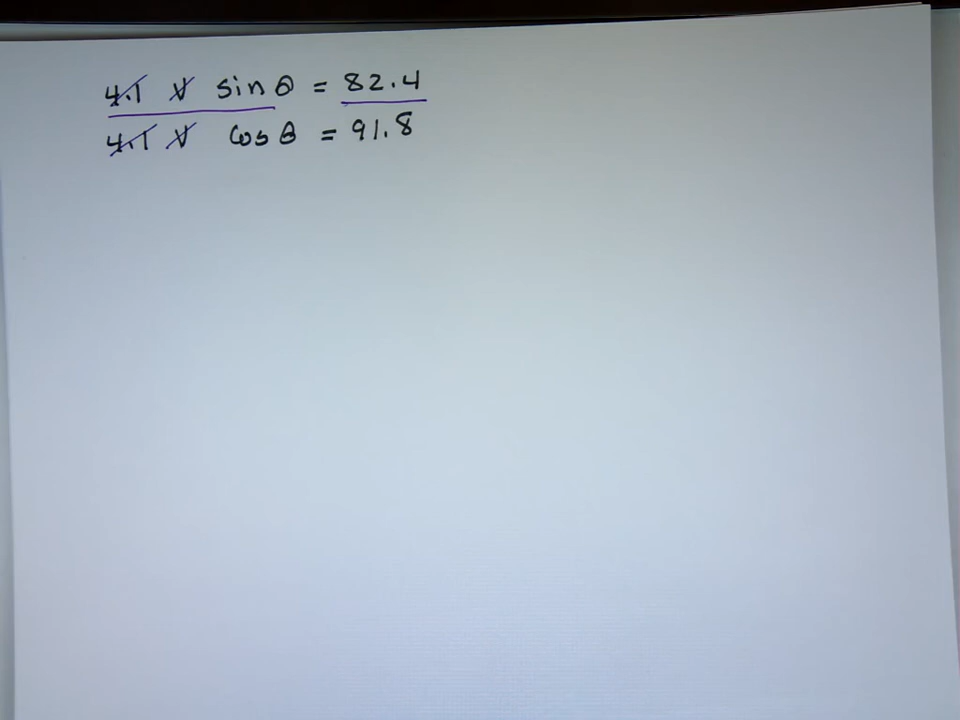 4.1 v sin θ = 82.4
4.1 v cos θ = 91.8